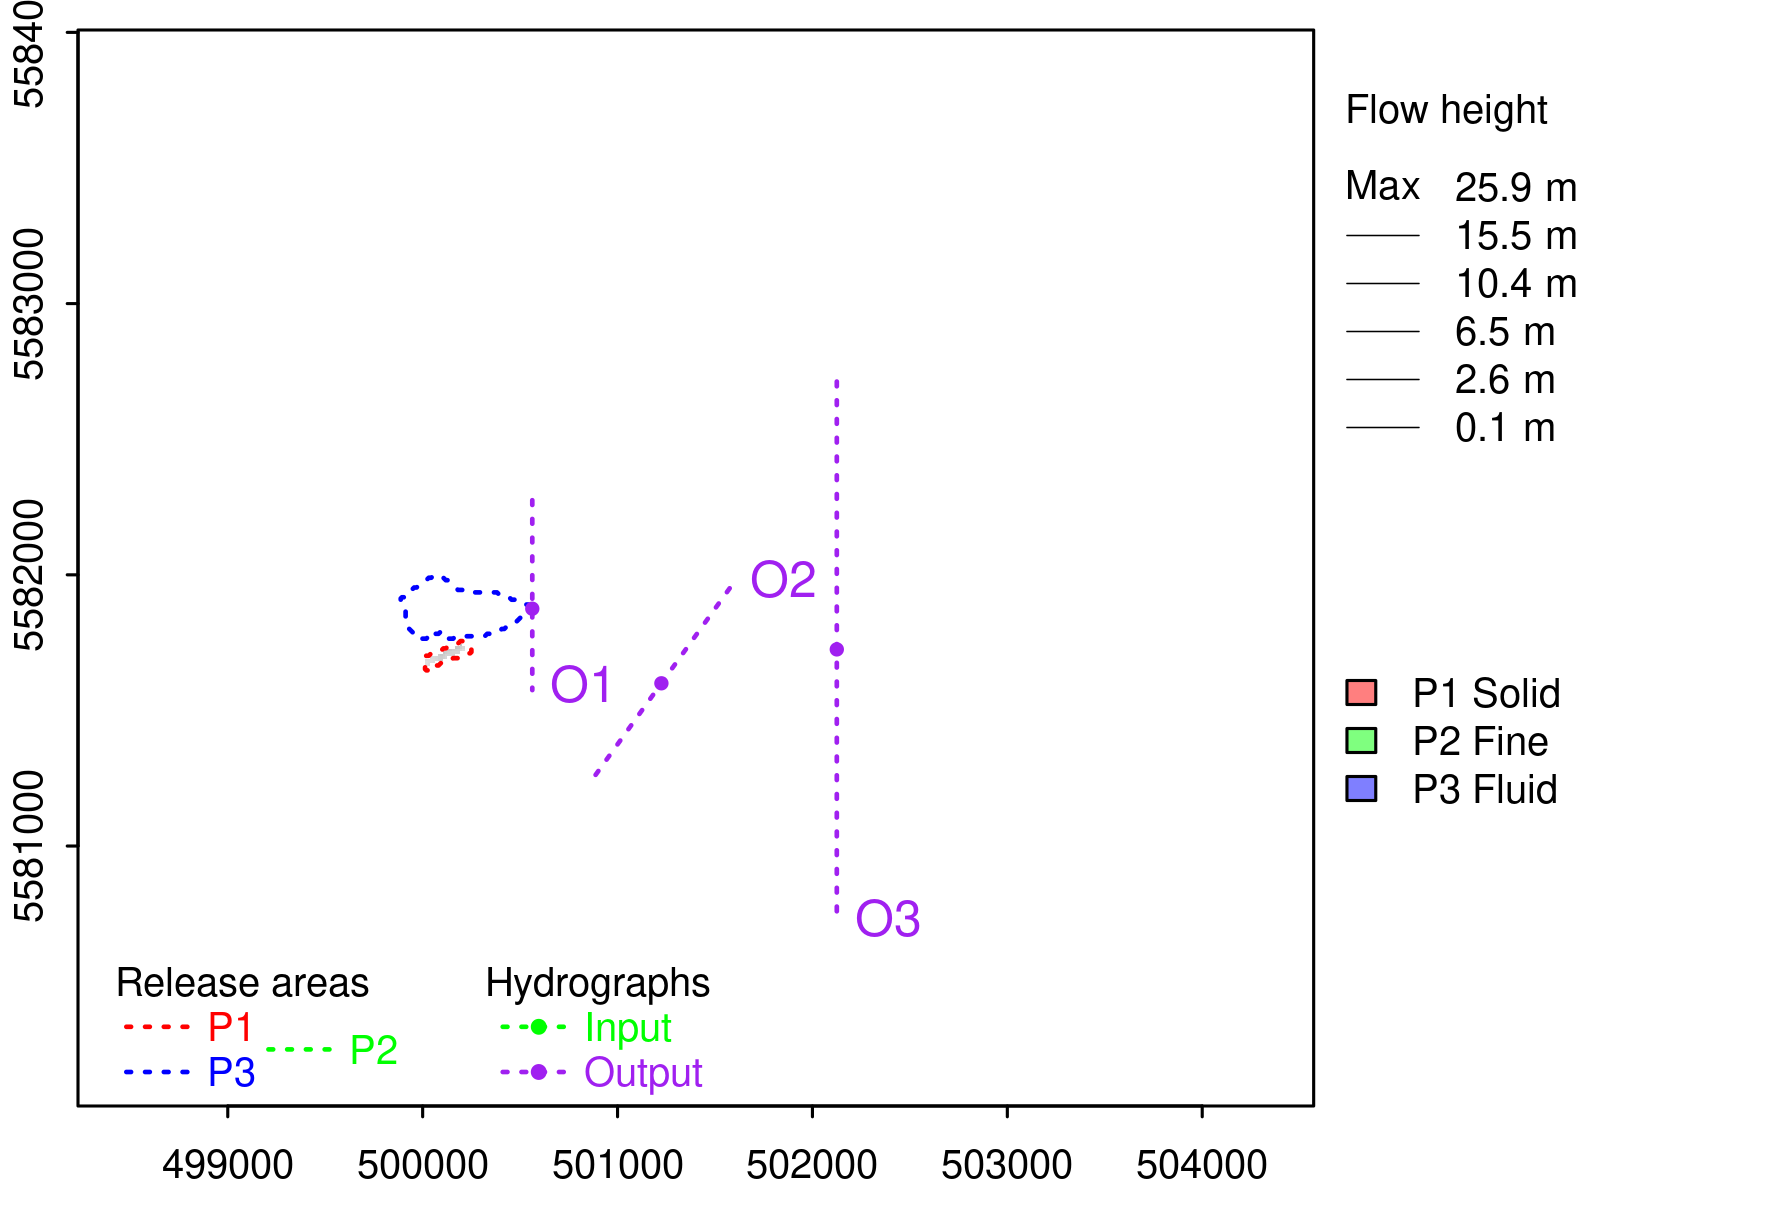 Flow height
Max 25.9 m
15.5 m
10.4 m
6.5 m
2.6 m
0.1 m
P1 Solid
P2 Fine
P3 Fluid
55840
5583000
5582000
5581000
O1
O2
O3
Release areas
P1
P2
P3
Hydrographs
Input
Output
499000 500000 501000 502000 503000 504000